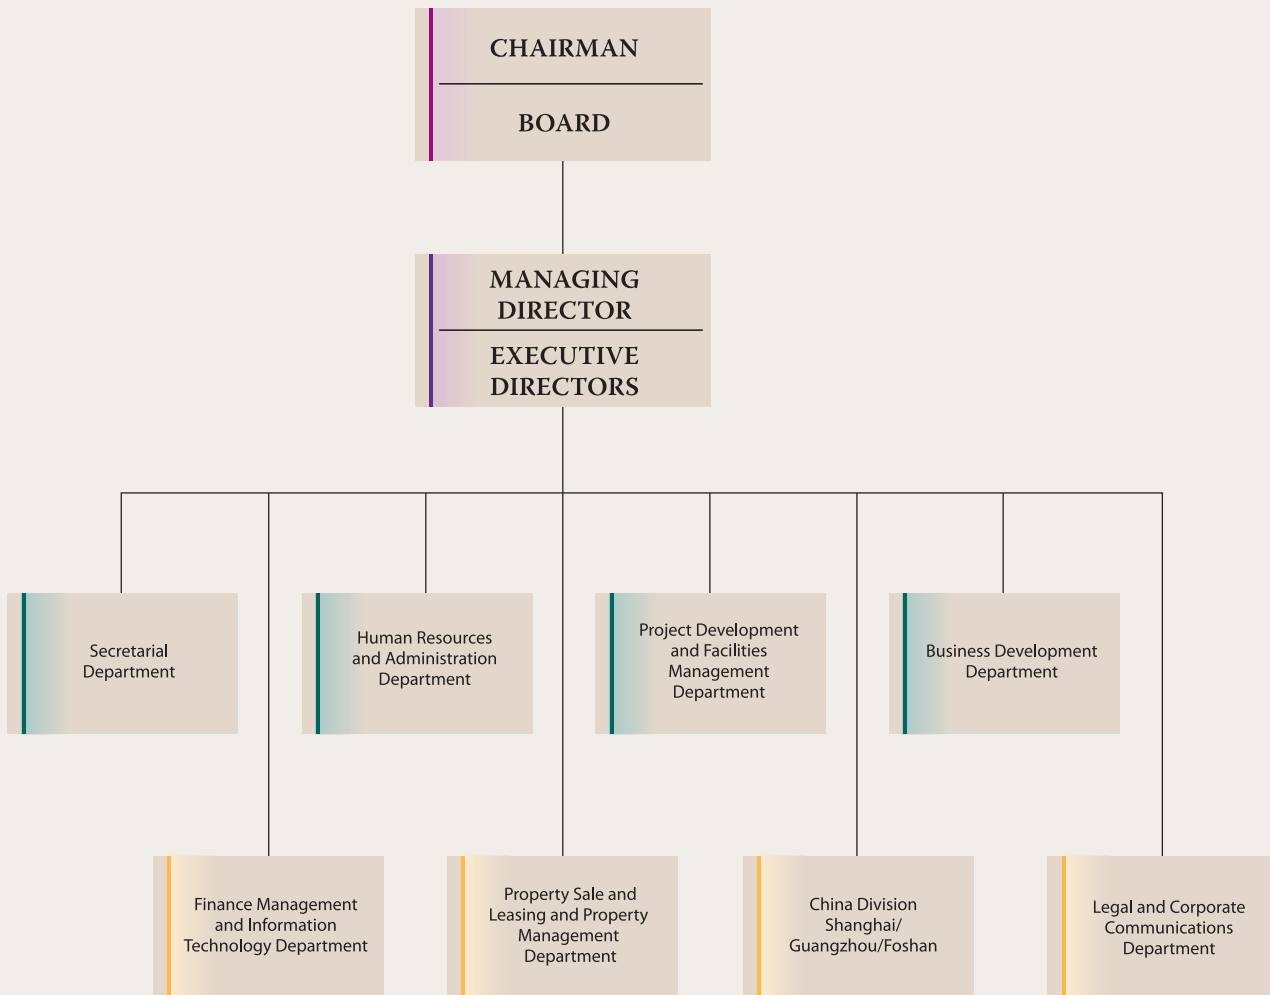 CHAIRMAN
BOARD
MANAGING
DIRECTOR
EXECUTIVE
DIRECTORS
Secretarial
Department
Human Resources
and Administration
Department
Project Development
and Facilities
Management
Department
Business Development
Department
Finance Management
and Information
Technology Department
Property Sale and
Leasing and Property
Management
Department
China Division
Shanghai/
Guangzhou/Foshan
Legal and Corporate
Communications
Department